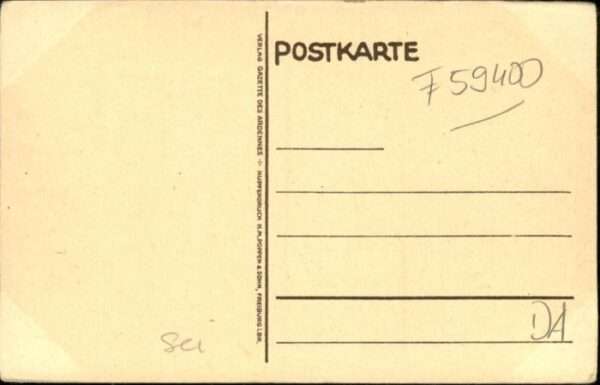 POSTKARTE
F 59400
VERLAG GAZETTE DES ARDENNES ÷ KUPFERDRUCK H.M. POPPEN & SOHN, FREIBURG I.BR.
DA
Sei